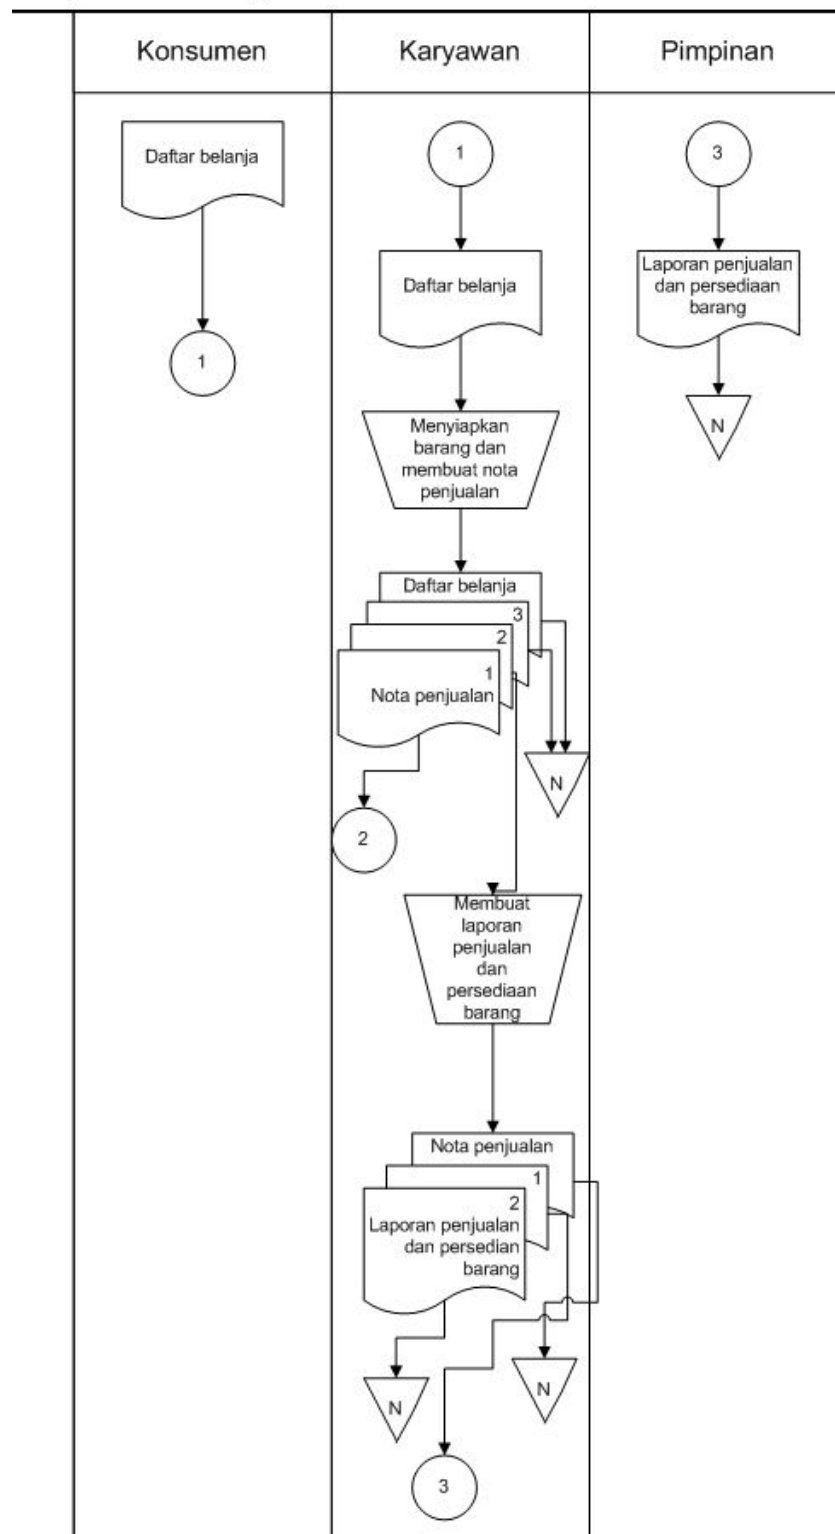 Konsumen
Karyawan
Pimpinan
Daftar belanja
1
1
Daftar belanja
Menyiapkan
barang dan
membuat nota
penjualan
Daftar belanja
3
2
1
Nota penjualan
N
2
Membuat
laporan
penjualan
dan
persediaan
barang
Nota penjualan
1
2
Laporan penjualan
dan persedian
barang
N
N
3
3
Laporan penjualan
dan persediaan
barang
N